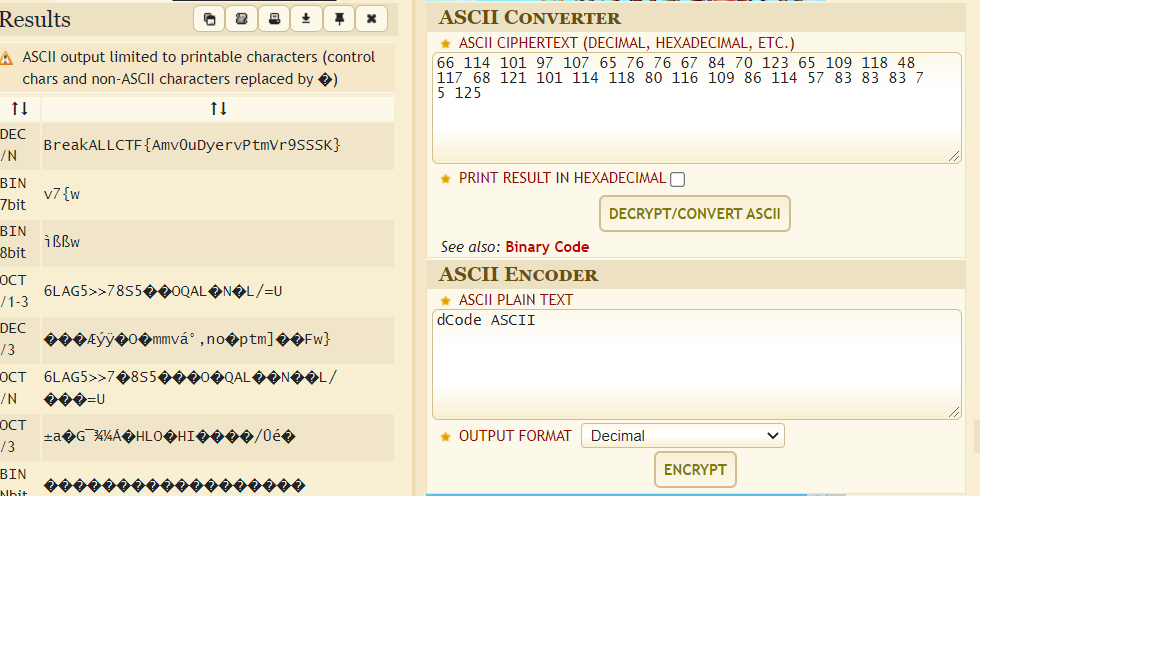 Results
ASCII output limited to printable characters (control
chars and non-ASCII characters replaced by �)
↑↓ ↑↓
DEC
/N
BreakALLCTF{Amv0uDyervPtmVr9SSSK}
BIN
7bit
v7{w
BIN
8bit
ìßßw
OCT
/1-3
6LAG5>>78S5��OQAL�N�L/=U
DEC
/3
���Æýÿ�O�mmvá°,no�ptm]��Fw}
OCT
/N
6LAG5>>7�8S5���O�QAL��N��L/
���=U
OCT
/3
±a�G¯¾¼Á�HLO�HI����/Ûé�
BIN
Nbit
����������������������
ASCII Converter
ASCII CIPHERTEXT (DECIMAL, HEXADECIMAL, ETC.)
66 114 101 97 107 65 76 76 67 84 70 123 65 109 118 48
117 68 121 101 114 118 80 116 109 86 114 57 83 83 83 7
5 125
PRINT RESULT IN HEXADECIMAL
DECRYPT/CONVERT ASCII
See also: Binary Code
ASCII Encoder
ASCII PLAIN TEXT
dCode ASCII
OUTPUT FORMAT Decimal
ENCRYPT